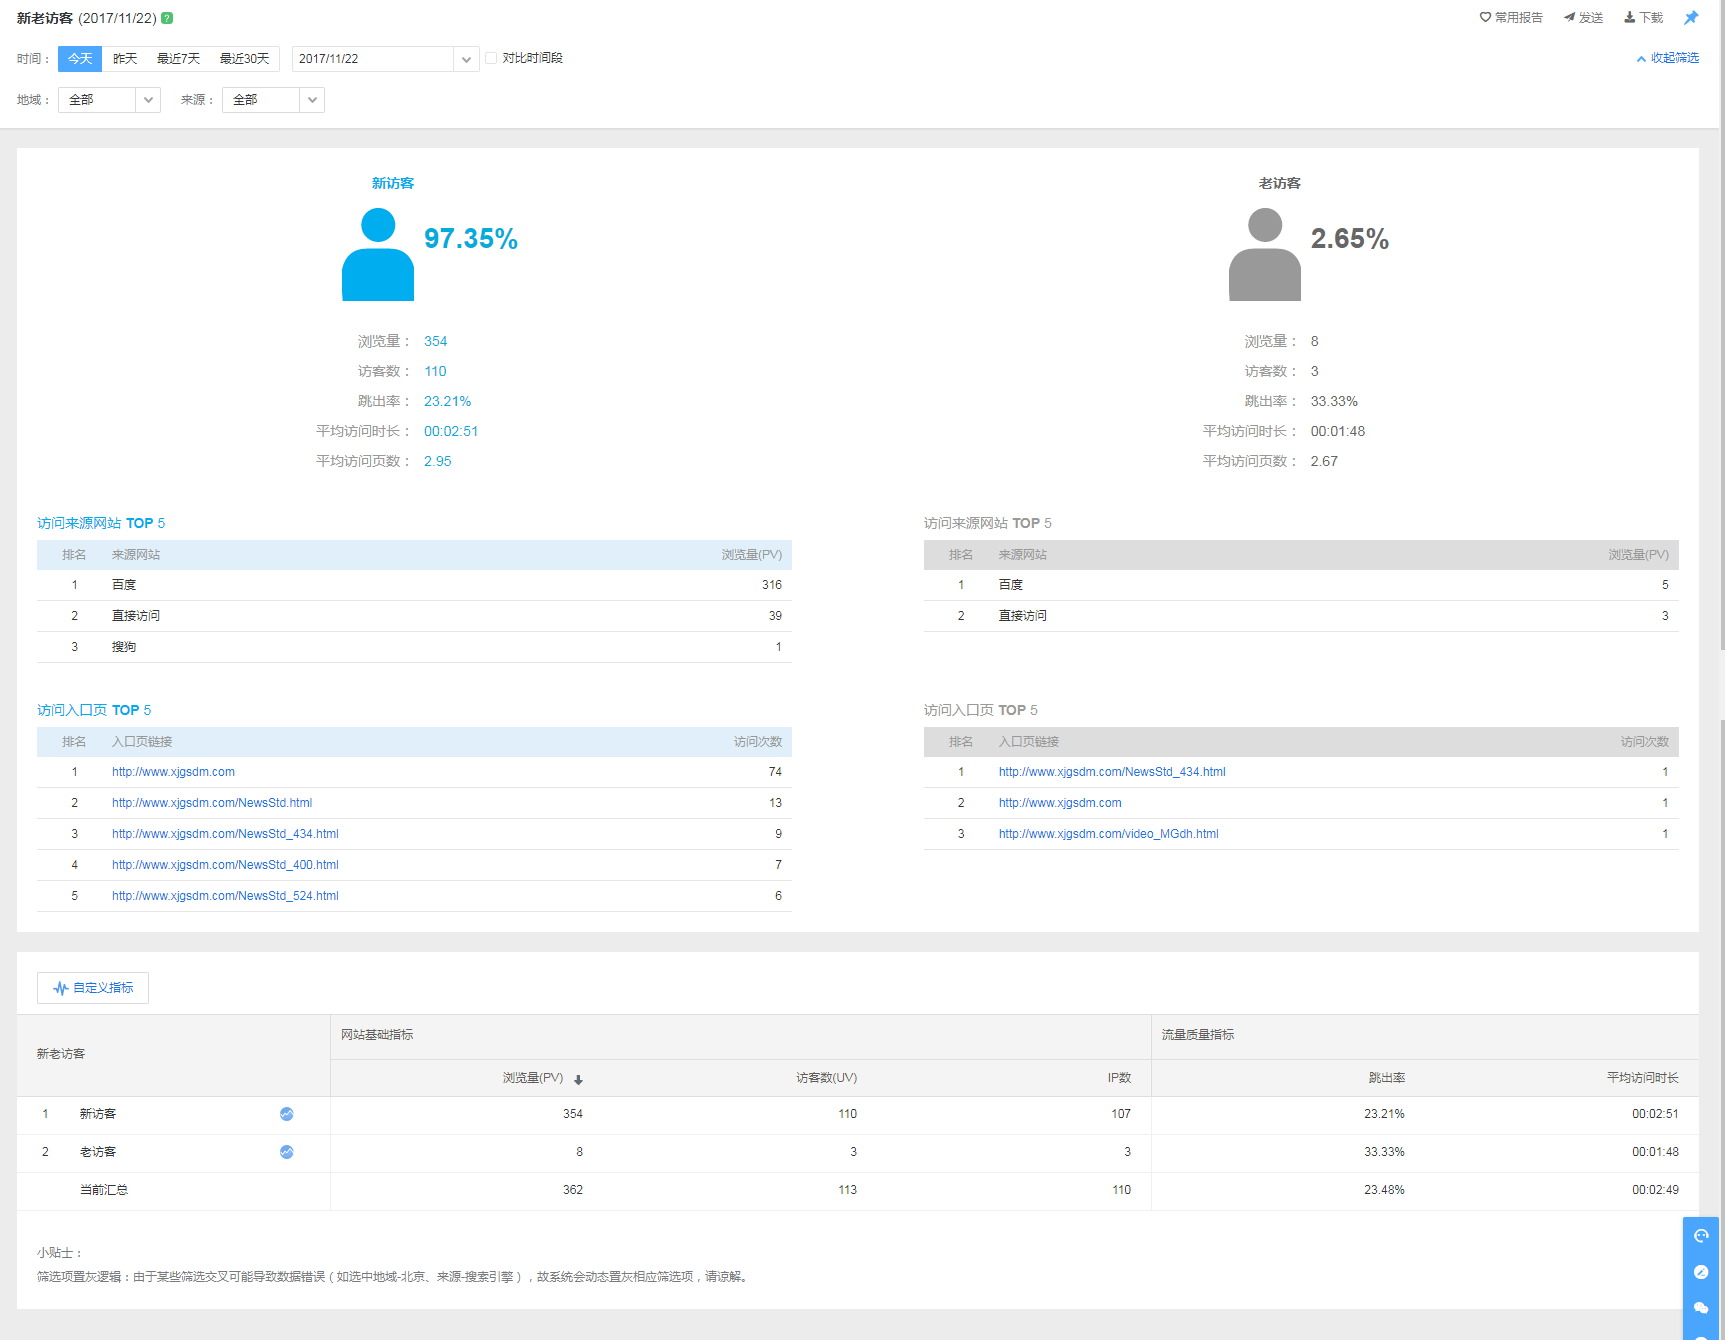 新老访客 (2017/11/22) ?
常用报告 发送 下载
时间： 今天 昨天 最近7天 最近30天 2017/11/22 对比时间段 收起筛选
地域： 全部 来源： 全部
新访客
97.35%
浏览量： 354
访客数： 110
跳出率： 23.21%
平均访问时长： 00:02:51
平均访问页数： 2.95
老访客
2.65%
浏览量： 8
访客数： 3
跳出率： 33.33%
平均访问时长： 00:01:48
平均访问页数： 2.67
访问来源网站 TOP 5
排名 来源网站 浏览量(PV)
1 百度 316
2 直接访问 39
3 搜狗 1
访问来源网站 TOP 5
排名 来源网站 浏览量(PV)
1 百度 5
2 直接访问 3
访问入口页 TOP 5
排名 入口页链接 访问次数
1 http://www.xjgsdm.com 74
2 http://www.xjgsdm.com/NewsStd.html 13
3 http://www.xjgsdm.com/NewsStd_434.html 9
4 http://www.xjgsdm.com/NewsStd_400.html 7
5 http://www.xjgsdm.com/NewsStd_524.html 6
访问入口页 TOP 5
排名 入口页链接 访问次数
1 http://www.xjgsdm.com/NewsStd_434.html 1
2 http://www.xjgsdm.com 1
3 http://www.xjgsdm.com/video_MGdh.html 1
自定义指标
新老访客 网站基础指标 流量质量指标
浏览量(PV) 访客数(UV) IP数 跳出率 平均访问时长
1 新访客 354 110 107 23.21% 00:02:51
2 老访客 8 3 3 33.33% 00:01:48
当前汇总 362 113 110 23.48% 00:02:49
小贴士：
筛选项置灰逻辑：由于某些筛选交叉可能导致数据错误（如选中地域-北京、来源-搜索引擎），故系统会动态置灰相应筛选项，请谅解。